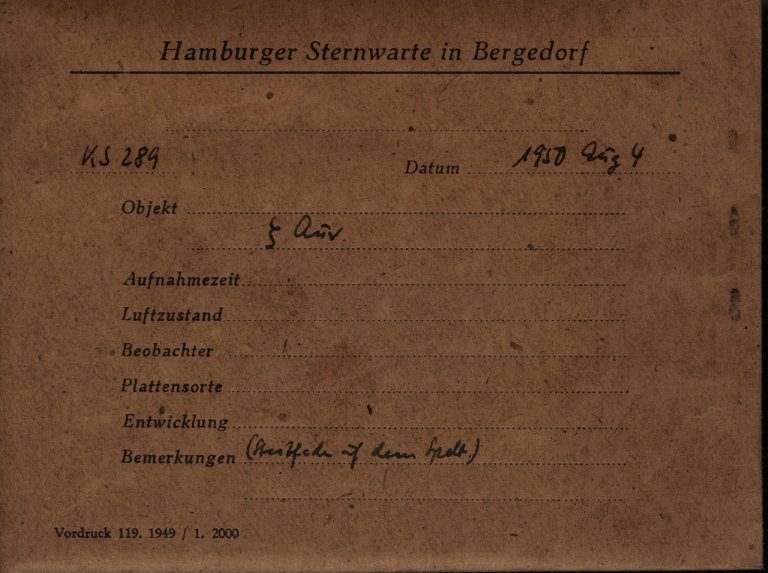 Hamburger Sternwarte in Bergedorf
KS 289
Datum 1950 Aug 4
Objekt
ζ Aur
Aufnahmezeit
Luftzustand
Beobachter
Plattensorte
Entwicklung
Bemerkungen (Staubfaden auf dem Spalt.)
Vordruck 119. 1949 / 1. 2000